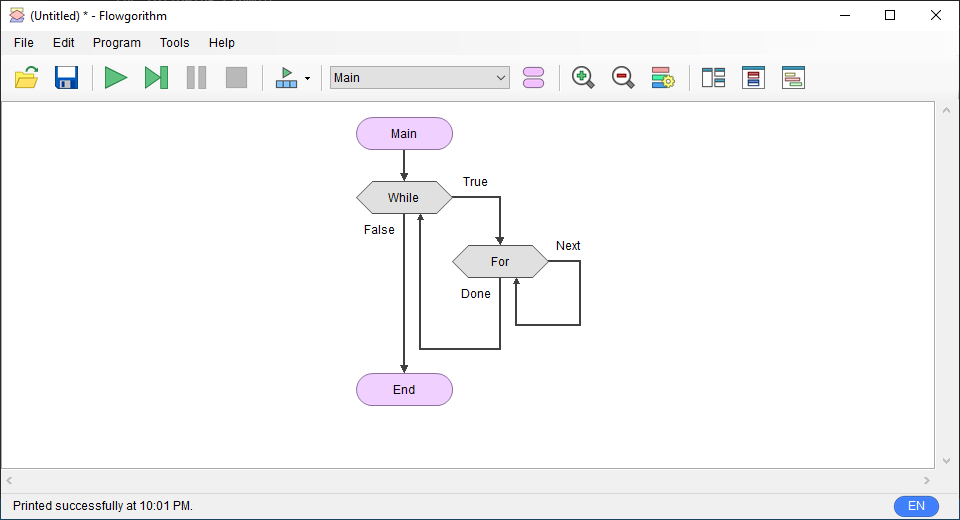 (Untitled) * - Flowgorithm
File Edit Program Tools Help
Main
Main
While
True
False
For
Next
Done
End
Printed successfully at 10:01 PM.
EN